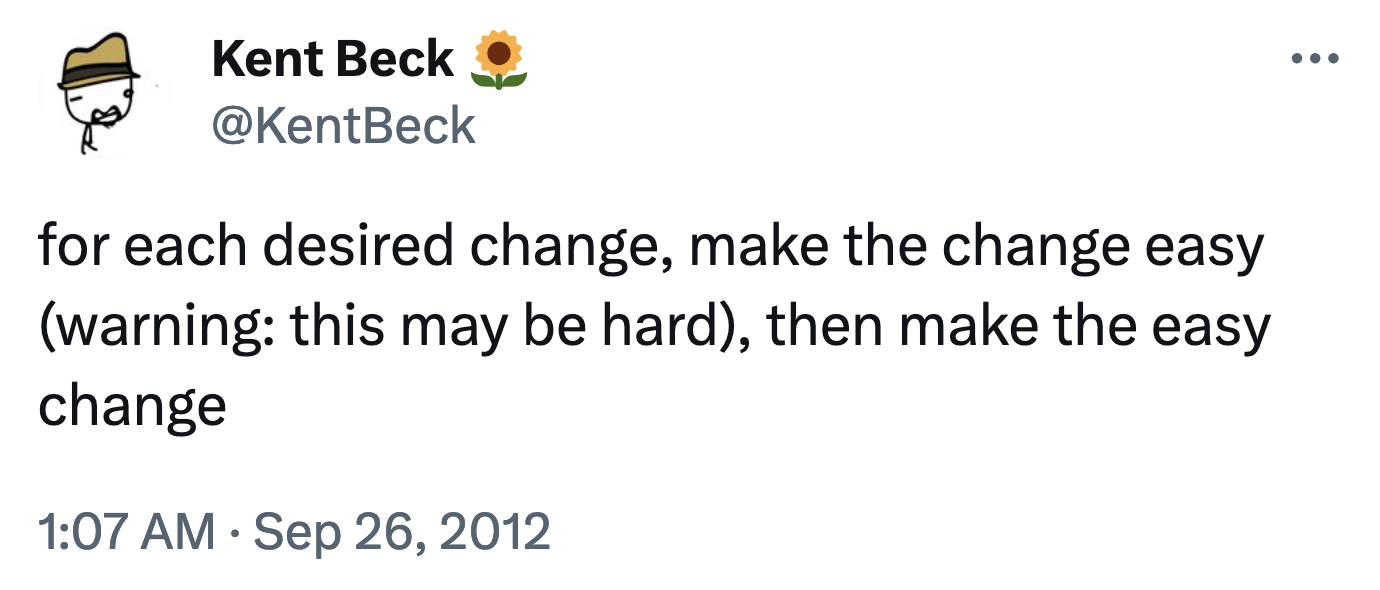 Kent Beck 🌻
@KentBeck
for each desired change, make the change easy
(warning: this may be hard), then make the easy
change
1:07 AM · Sep 26, 2012